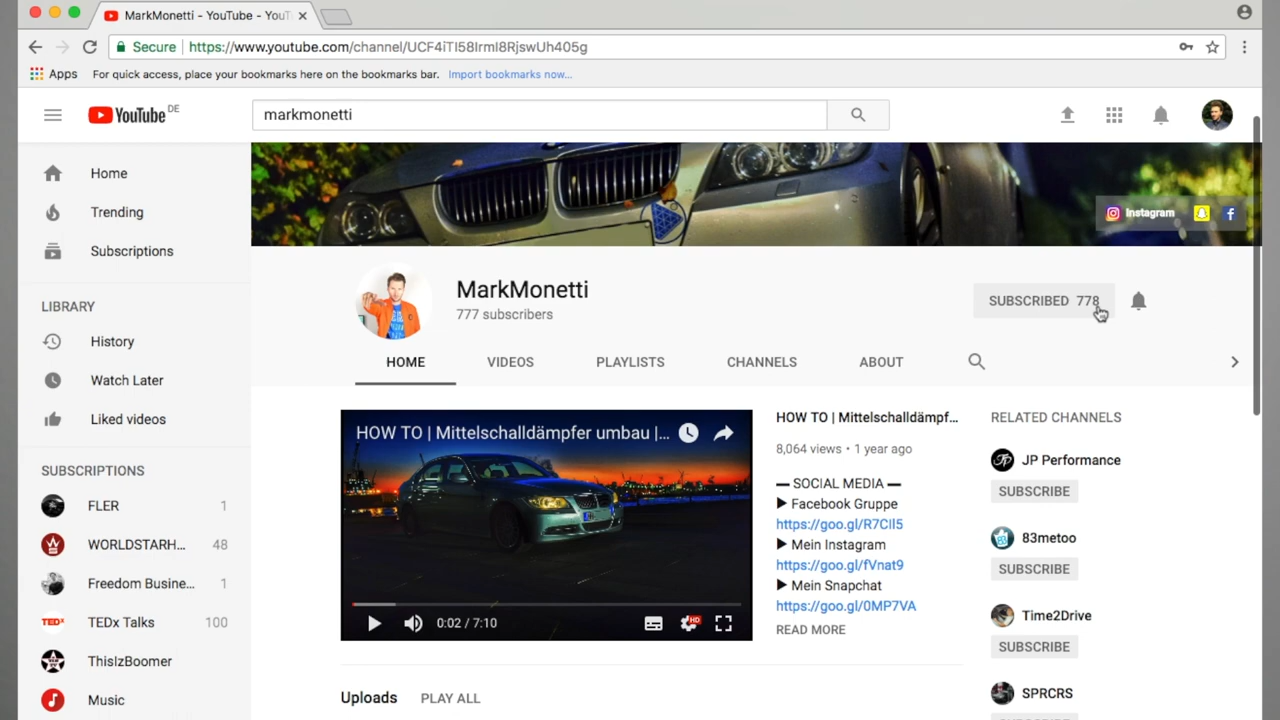 MarkMonetti - YouTube - YouT
Secure https://www.youtube.com/channel/UCF4iTI58IrmI8RjswUh405g
Apps For quick access, place your bookmarks here on the bookmarks bar. Import bookmarks now...
YouTube DE
markmonetti
Home
Trending
Subscriptions
LIBRARY
History
Watch Later
Liked videos
SUBSCRIPTIONS
FLER 1
WORLDSTARH... 48
Freedom Busine... 1
TEDx TEDx Talks 100
ThisIzBoomer
Music
Instagram
MarkMonetti
777 subscribers
SUBSCRIBED 778
HOME VIDEOS PLAYLISTS CHANNELS ABOUT
HOW TO | Mittelschalldämpfer umbau |...
0:02 / 7:10
HD
HOW TO | Mittelschalldämpf...
8,064 views • 1 year ago
▬ SOCIAL MEDIA ▬
▶ Facebook Gruppe
https://goo.gl/R7CIl5
▶ Mein Instagram
https://goo.gl/fVnat9
▶ Mein Snapchat
https://goo.gl/0MP7VA
READ MORE
Uploads PLAY ALL
RELATED CHANNELS
JP Performance
SUBSCRIBE
83metoo
SUBSCRIBE
Time2Drive
SUBSCRIBE
SPRCRS